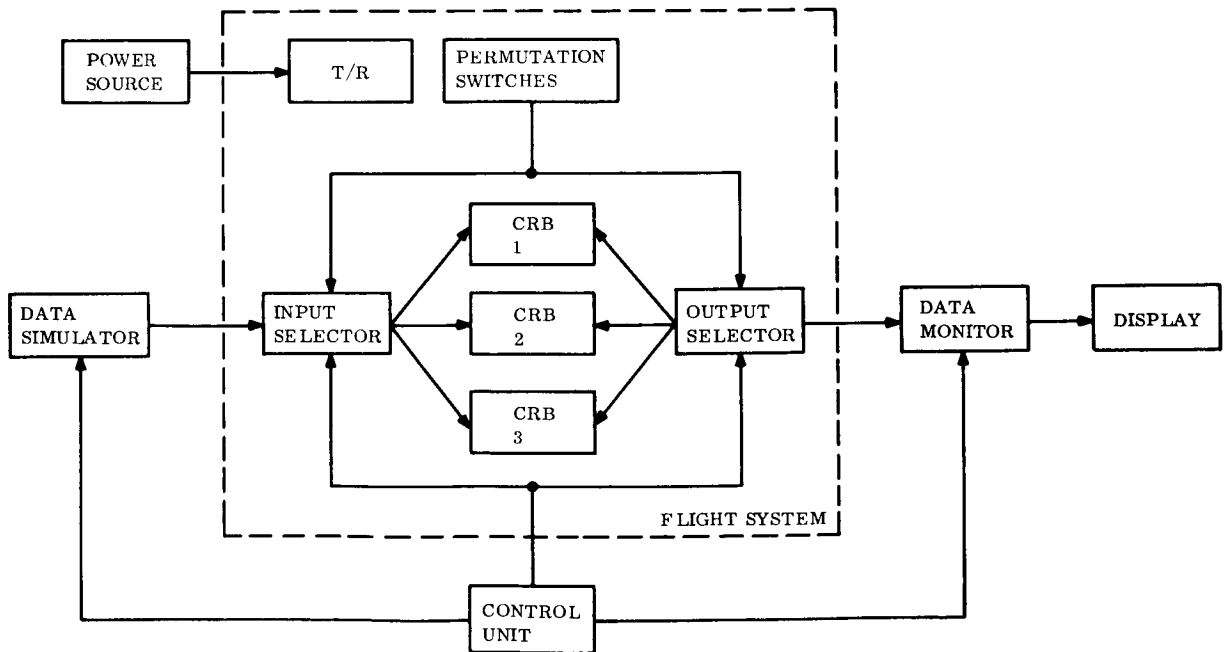 POWER
SOURCE
T/R
PERMUTATION
SWITCHES
CRB
1
DATA
SIMULATOR
INPUT
SELECTOR
CRB
2
OUTPUT
SELECTOR
DATA
MONITOR
DISPLAY
CRB
3
FLIGHT SYSTEM
CONTROL
UNIT